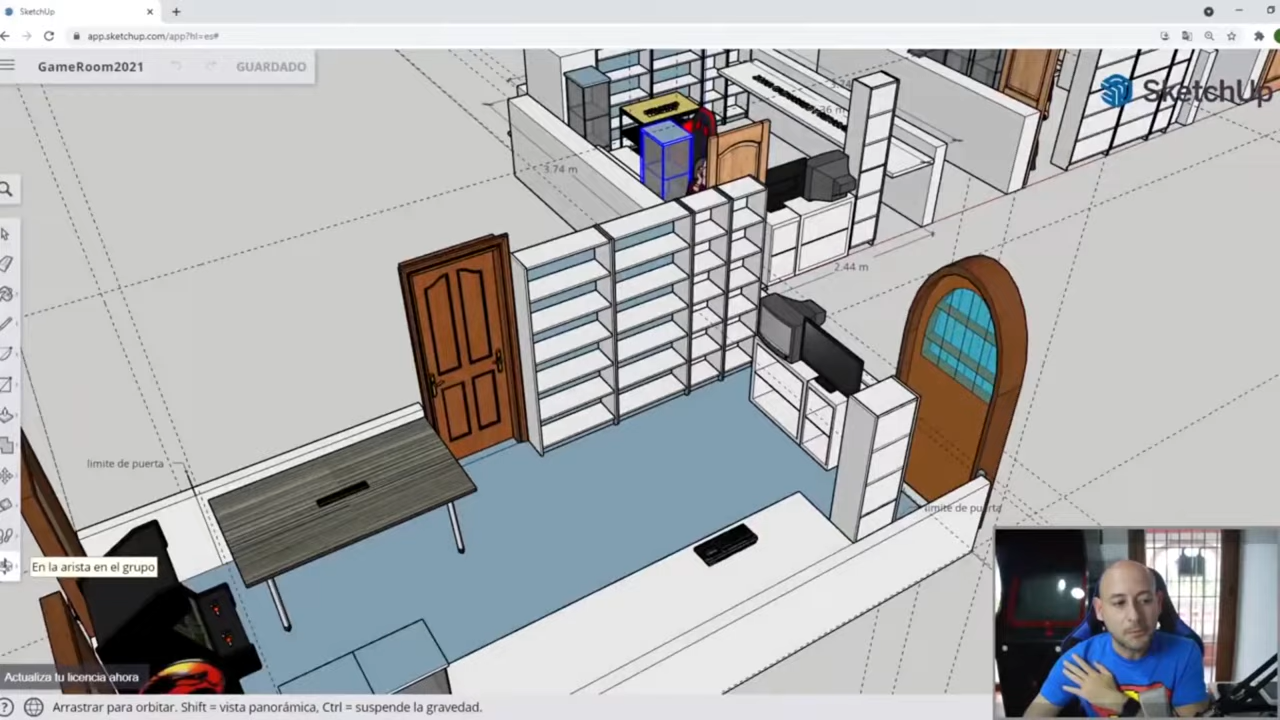 SketchUp
app.sketchup.com/app?hl=es#
GameRoom2021
GUARDADO
SketchUp
3.74 m
2.44 m
limite de puerta
limite de puerta
En la arista en el grupo
Actualiza tu licencia ahora
Arrastrar para orbitar. Shift = vista panorámica, Ctrl = suspende la gravedad.